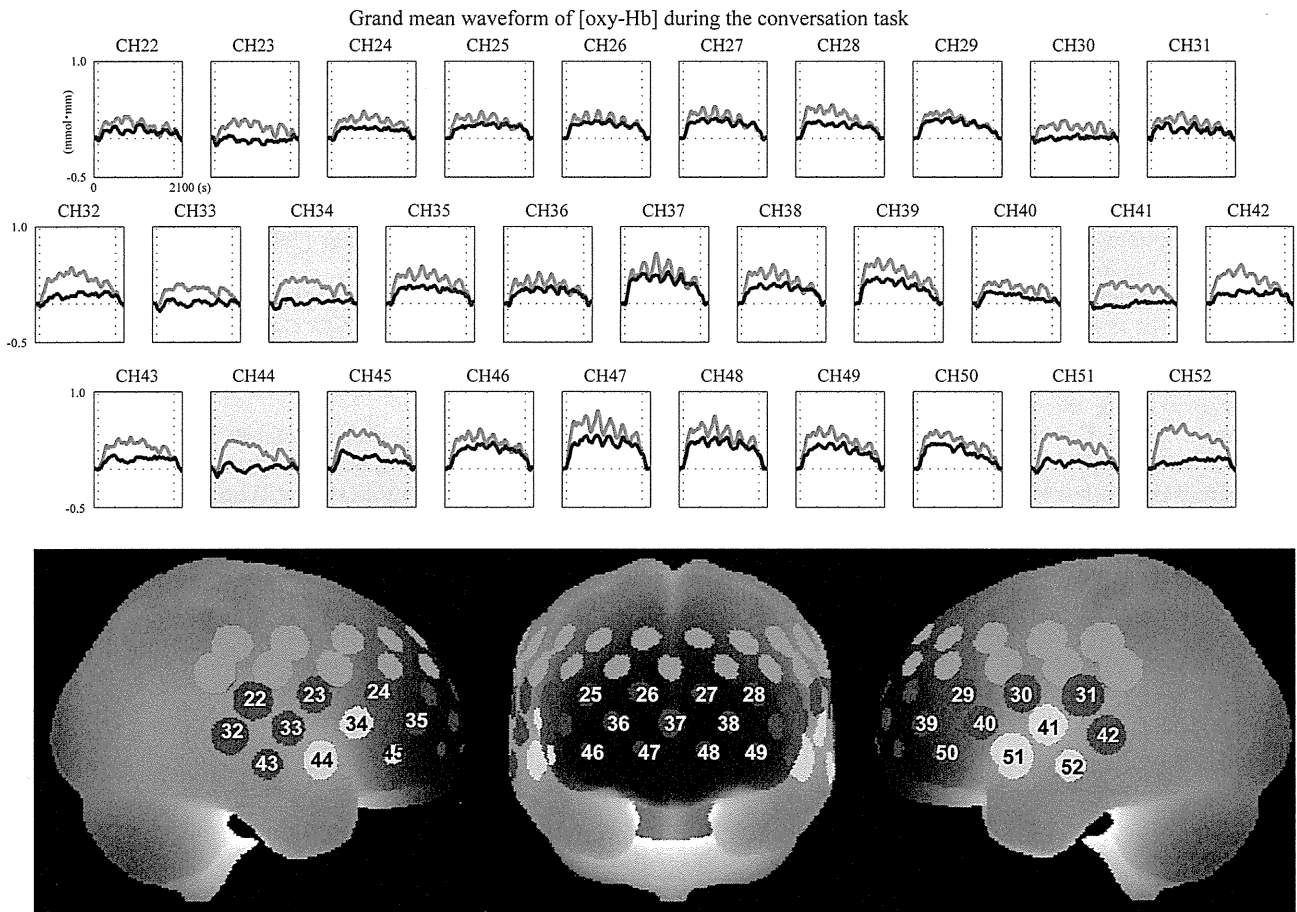 Grand mean waveform of [oxy-Hb] during the conversation task
CH22 CH23 CH24 CH25 CH26 CH27 CH28 CH29 CH30 CH31
1.0
(mmol·mm)
-0.5
0 2100 (s)
CH32 CH33 CH34 CH35 CH36 CH37 CH38 CH39 CH40 CH41 CH42
1.0
-0.5
CH43 CH44 CH45 CH46 CH47 CH48 CH49 CH50 CH51 CH52
1.0
-0.5
22 23 24 25 26 27 28 29 30 31
32 33 34 35 36 37 38 39 40 41 42
43 44 45 46 47 48 49 50 51 52